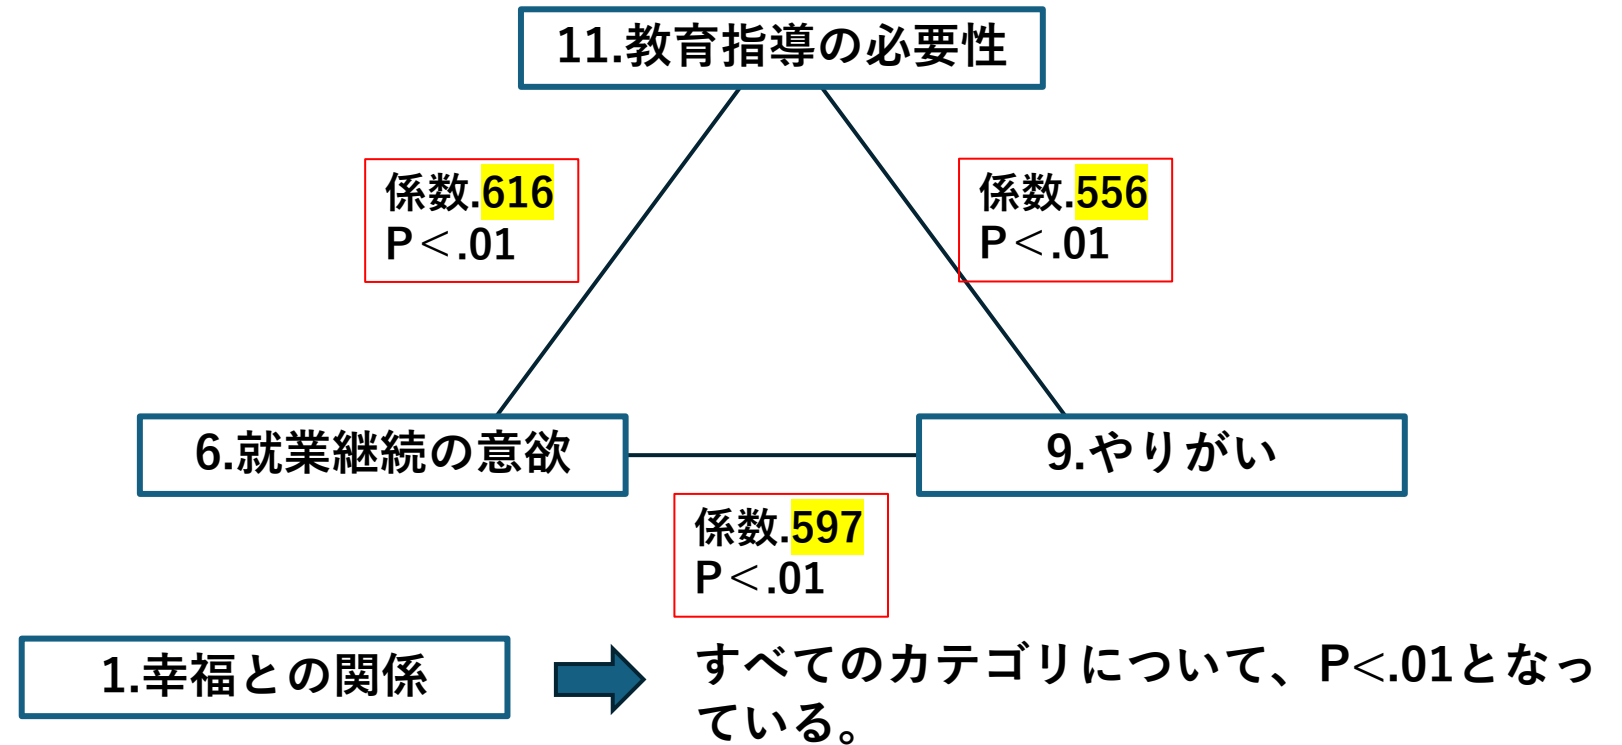 11.教育指導の必要性
係数.616
P＜.01
係数.556
P＜.01
6.就業継続の意欲
9.やりがい
係数.597
P＜.01
1.幸福との関係
すべてのカテゴリについて、P<.01となっ
ている。